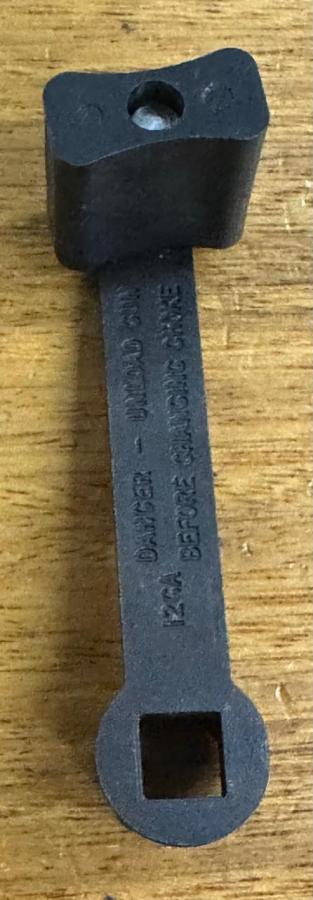 DANGER - UNLOAD GUN
BEFORE CHANGING CHOKE
12GA